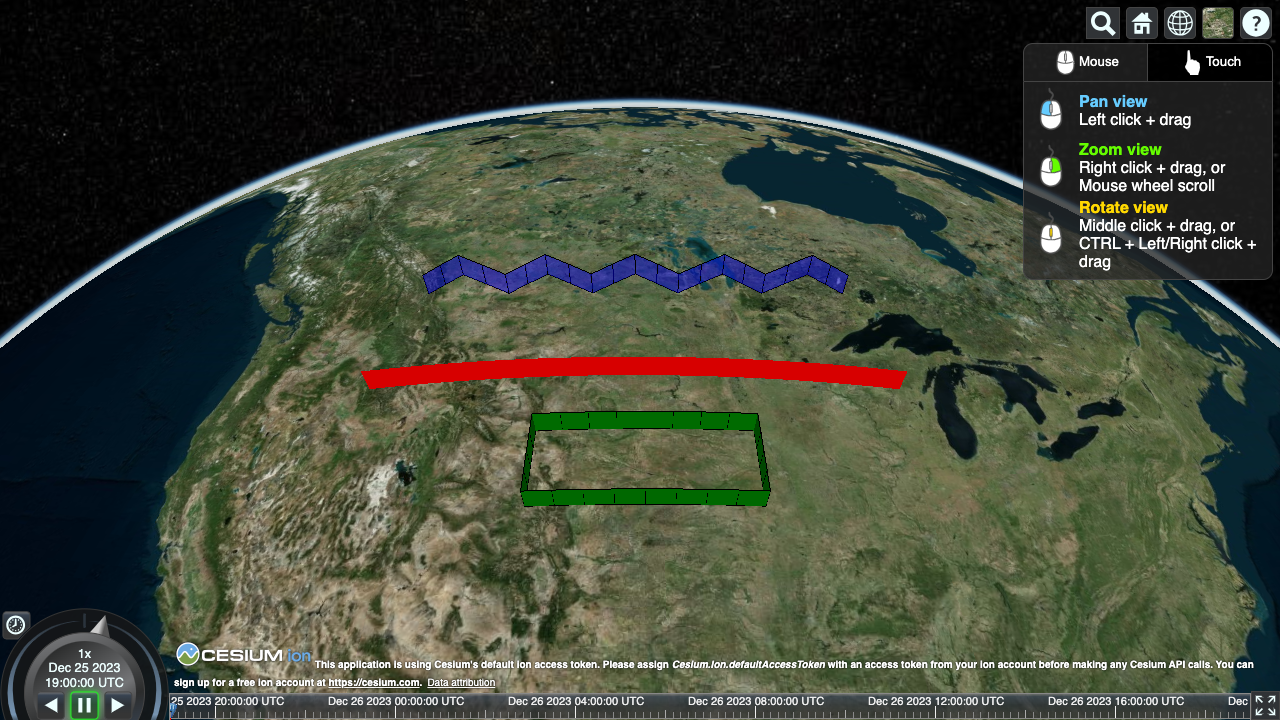 ?
Mouse
Touch
Pan view
Left click + drag
Zoom view
Right click + drag, or
Mouse wheel scroll
Rotate view
Middle click + drag, or
CTRL + Left/Right click +
drag
1x
Dec 25 2023
19:00:00 UTC
CESIUM ion
This application is using Cesium's default ion access token. Please assign Cesium.Ion.defaultAccessToken with an access token from your ion account before making any Cesium API calls. You can
sign up for a free ion account at https://cesium.com. Data attribution
25 2023 20:00:00 UTC
Dec 26 2023 00:00:00 UTC
Dec 26 2023 04:00:00 UTC
Dec 26 2023 08:00:00 UTC
Dec 26 2023 12:00:00 UTC
Dec 26 2023 16:00:00 UTC
Dec